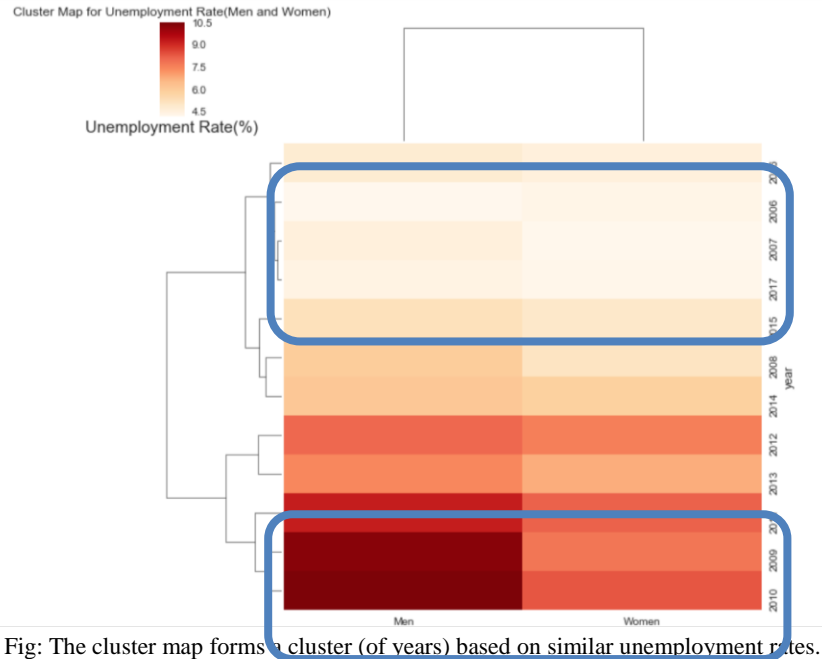 Cluster Map for Unemployment Rate(Men and Women)
10.5
9.0
7.5
6.0
4.5
Unemployment Rate(%)
2006
2007
2017
2015
2008
2014
2012
2013
2009
2010
year
Men
Women
Fig: The cluster map forms a cluster (of years) based on similar unemployment rates.